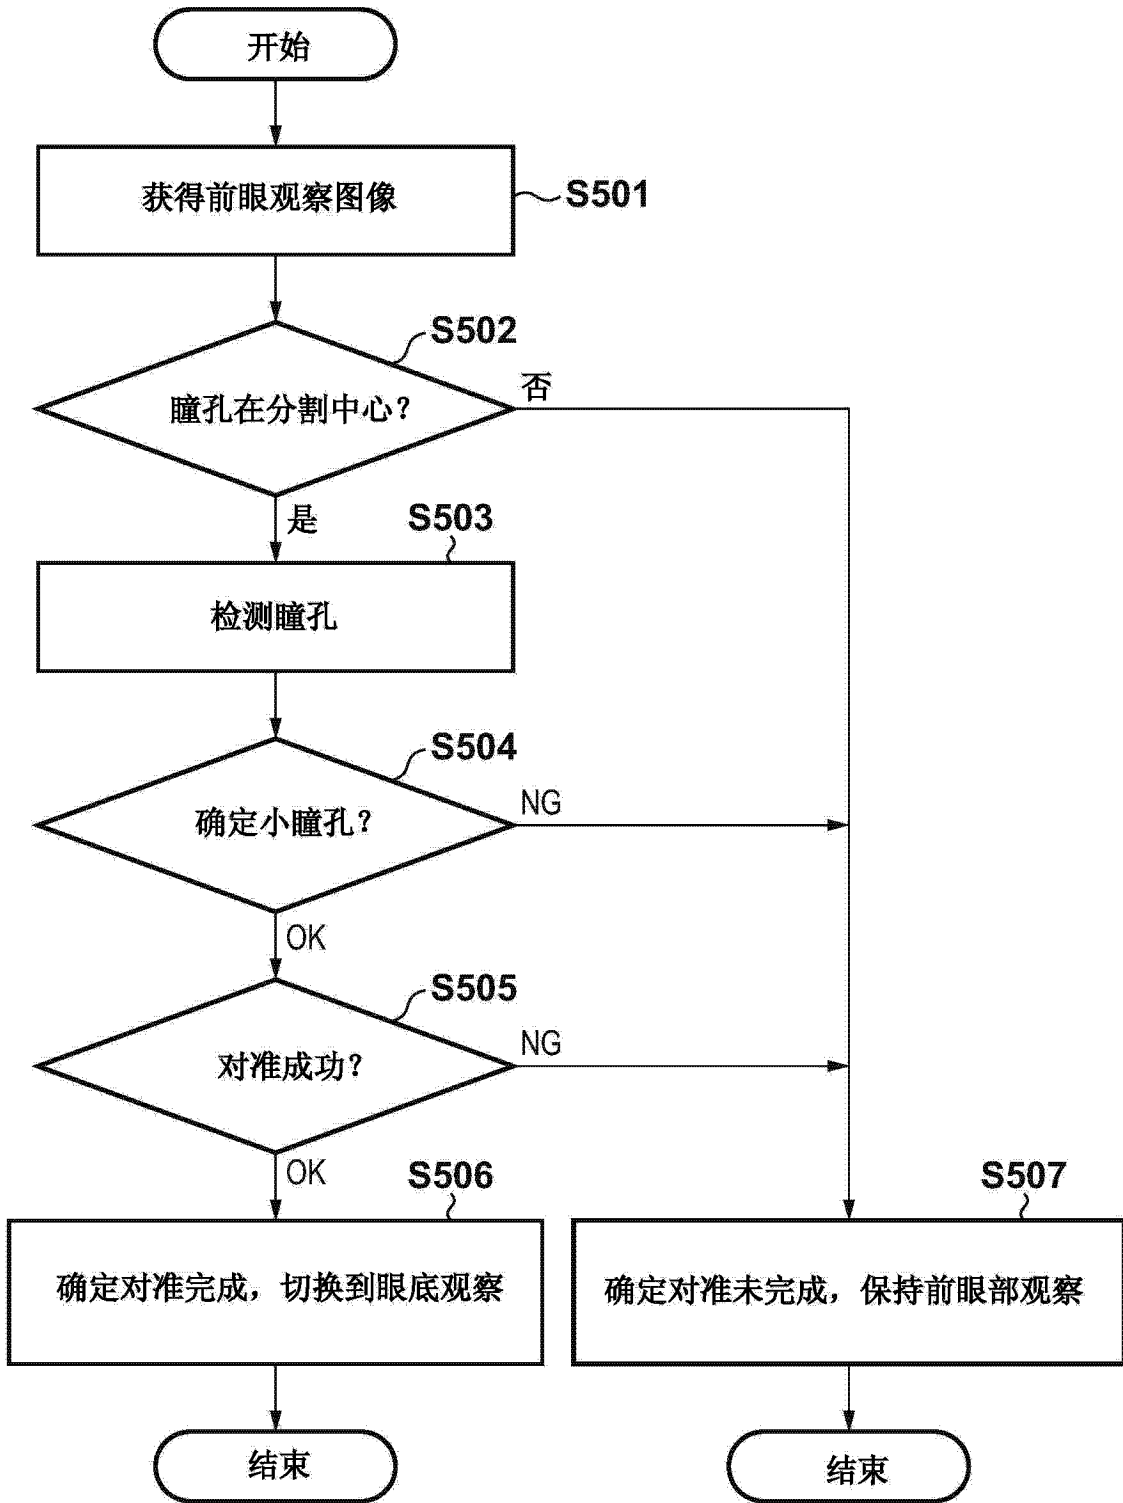 开始
获得前眼观察图像
S501
S502
瞳孔在分割中心？
否
是
S503
检测瞳孔
S504
确定小瞳孔？
NG
OK
S505
对准成功？
NG
OK
S506
确定对准完成，切换到眼底观察
S507
确定对准未完成，保持前眼部观察
结束
结束